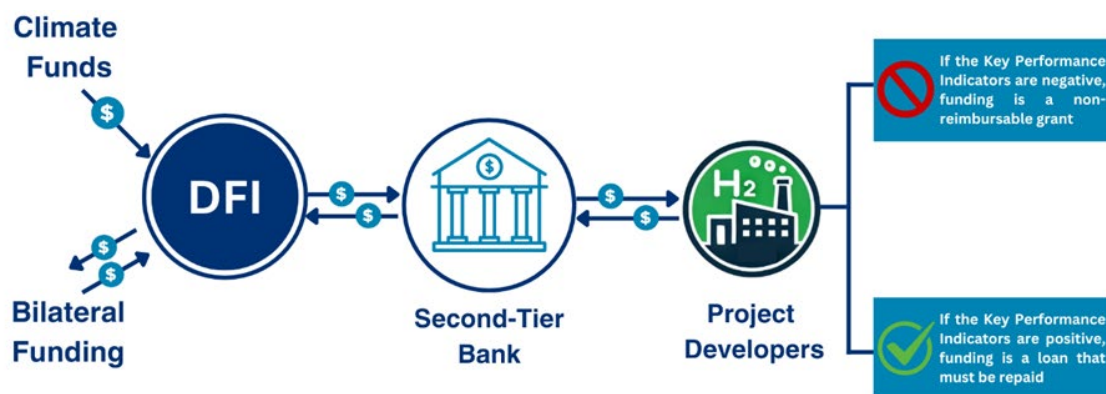 Climate
Funds
$
DFI
$
$
$
$
$
$
$
H2
Bilateral
Funding
Second-Tier
Bank
Project
Developers
If the Key Performance
Indicators are negative,
funding is a non-
reimbursable grant
If the Key Performance
Indicators are positive,
funding is a loan that
must be repaid